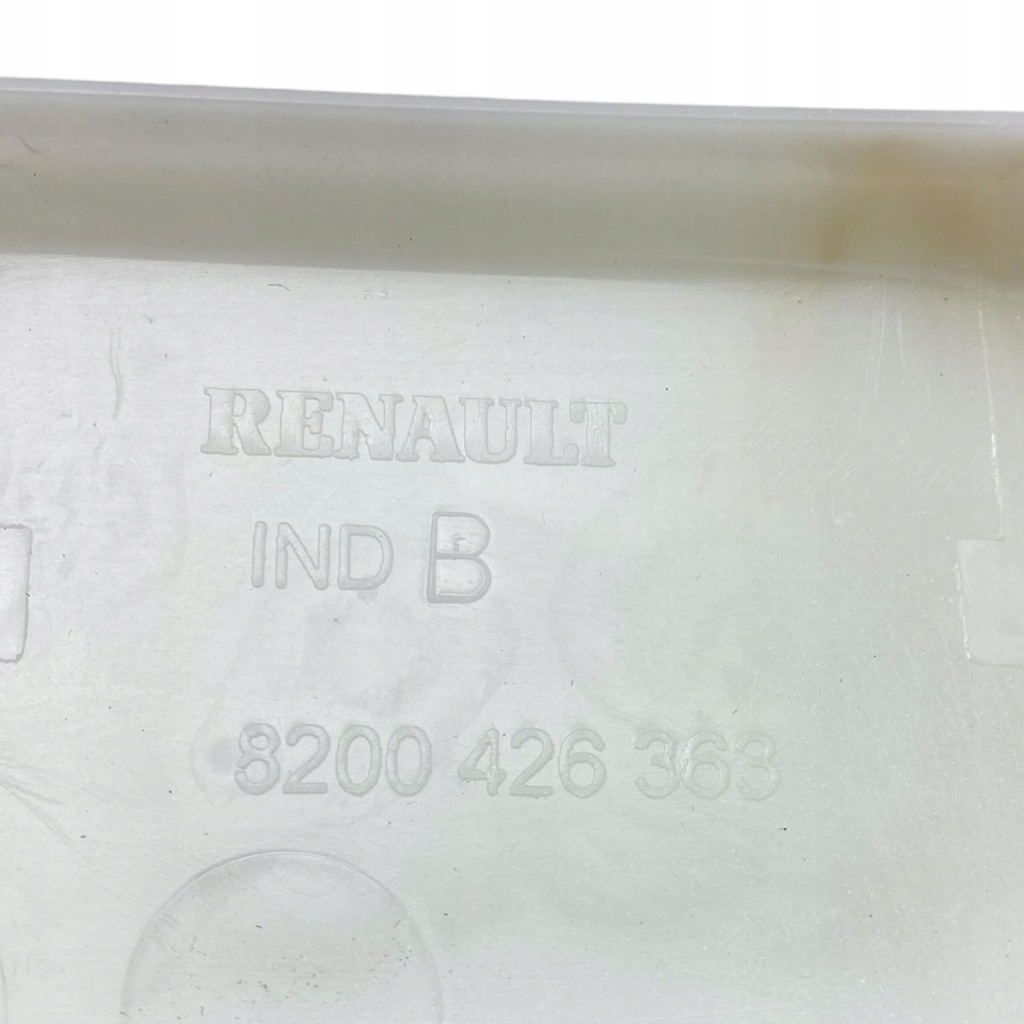 RENAULT
IND B
8200 426 363